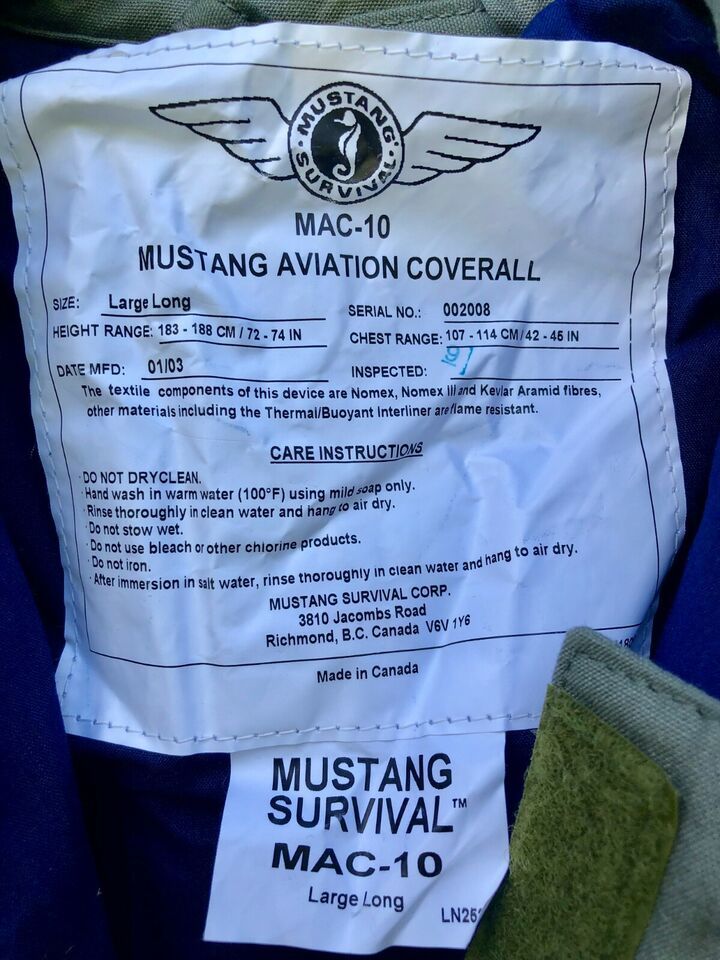 MUSTANG
SURVIVAL
MAC-10
MUSTANG AVIATION COVERALL
SIZE: Large Long
SERIAL NO.: 002008
HEIGHT RANGE: 183 - 188 CM / 72 - 74 IN
CHEST RANGE: 107 - 114 CM / 42 - 45 IN
DATE MFD: 01/03
INSPECTED:
The textile components of this device are Nomex, Nomex III and Kevlar Aramid fibres,
other materials including the Thermal/Buoyant Interliner are flame resistant.
CARE INSTRUCTIONS
· DO NOT DRYCLEAN.
· Hand wash in warm water (100°F) using mild soap only.
· Rinse thoroughly in clean water and hang to air dry.
· Do not stow wet.
· Do not use bleach or other chlorine products.
· Do not iron.
· After immersion in salt water, rinse thoroughly in clean water and hang to air dry.
MUSTANG SURVIVAL CORP.
3810 Jacombs Road
Richmond, B.C. Canada V6V 1Y6
Made in Canada
MUSTANG
SURVIVAL™
MAC-10
Large Long